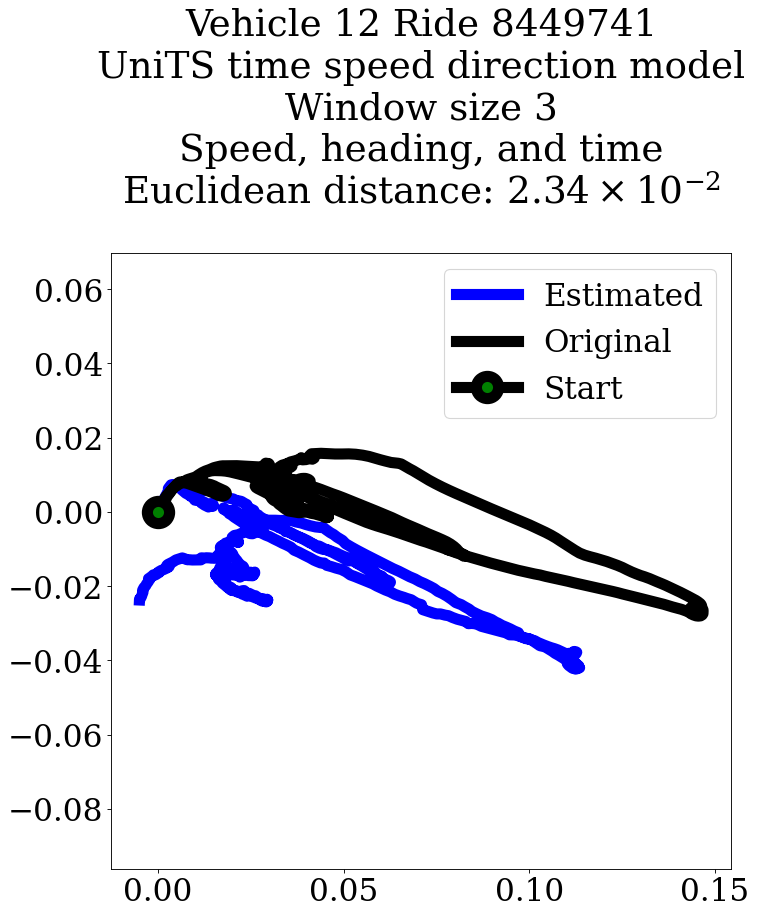 Vehicle 12 Ride 8449741
UniTS time speed direction model
Window size 3
Speed, heading, and time
Euclidean distance: 2.34 × 10⁻²
Estimated
Original
Start
0.06
0.04
0.02
0.00
−0.02
−0.04
−0.06
−0.08
0.00 0.05 0.10 0.15